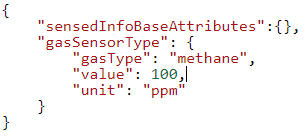 {
    "sensedInfoBaseAttributes":{},
    "gasSensorType": {
        "gasType": "methane",
        "value": 100,
        "unit": "ppm"
    }
}